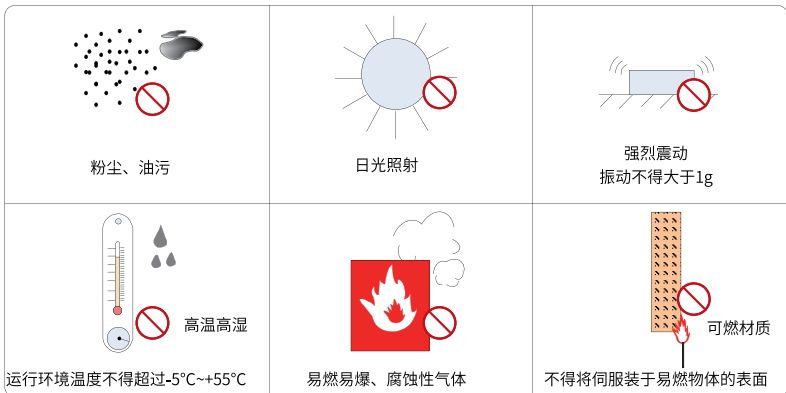 粉尘、油污
日光照射
强烈震动
振动不得大于1g
高温高湿
运行环境温度不得超过-5℃~+55℃
易燃易爆、腐蚀性气体
可燃材质
不得将伺服装于易燃物体的表面